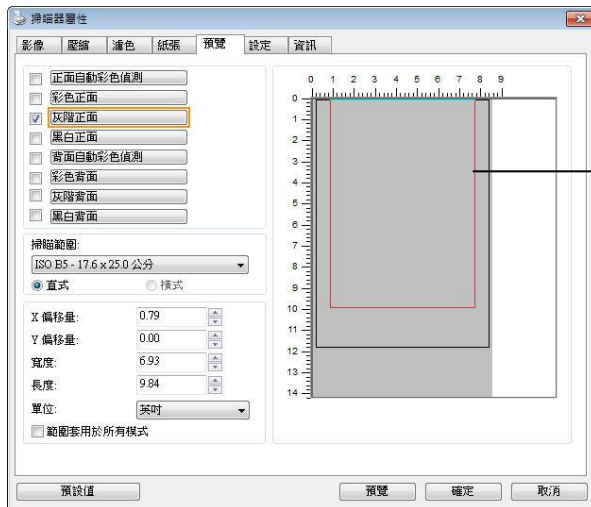 掃瞄器屬性
影像 壓縮 濾色 紙張 預覽 設定 資訊
正面自動彩色偵測
彩色正面
灰階正面
黑白正面
背面自動彩色偵測
彩色背面
灰階背面
黑白背面
掃瞄範圍:
ISO B5 - 17.6 x 25.0 公分
直式 橫式
X 偏移量: 0.79
Y 偏移量: 0.00
寬度: 6.93
長度: 9.84
單位: 英吋
範圍套用於所有模式
0 1 2 3 4 5 6 7 8 9
0
1
2
3
4
5
6
7
8
9
10
11
12
13
14
預設值 預覽 確定 取消